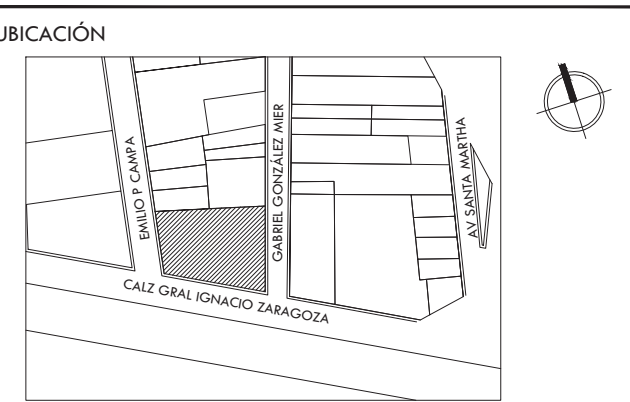 UBICACIÓN
EMILIO P CAMPA
GABRIEL GONZÁLEZ MIER
AV SANTA MARTHA
CALZ GRAL IGNACIO ZARAGOZA